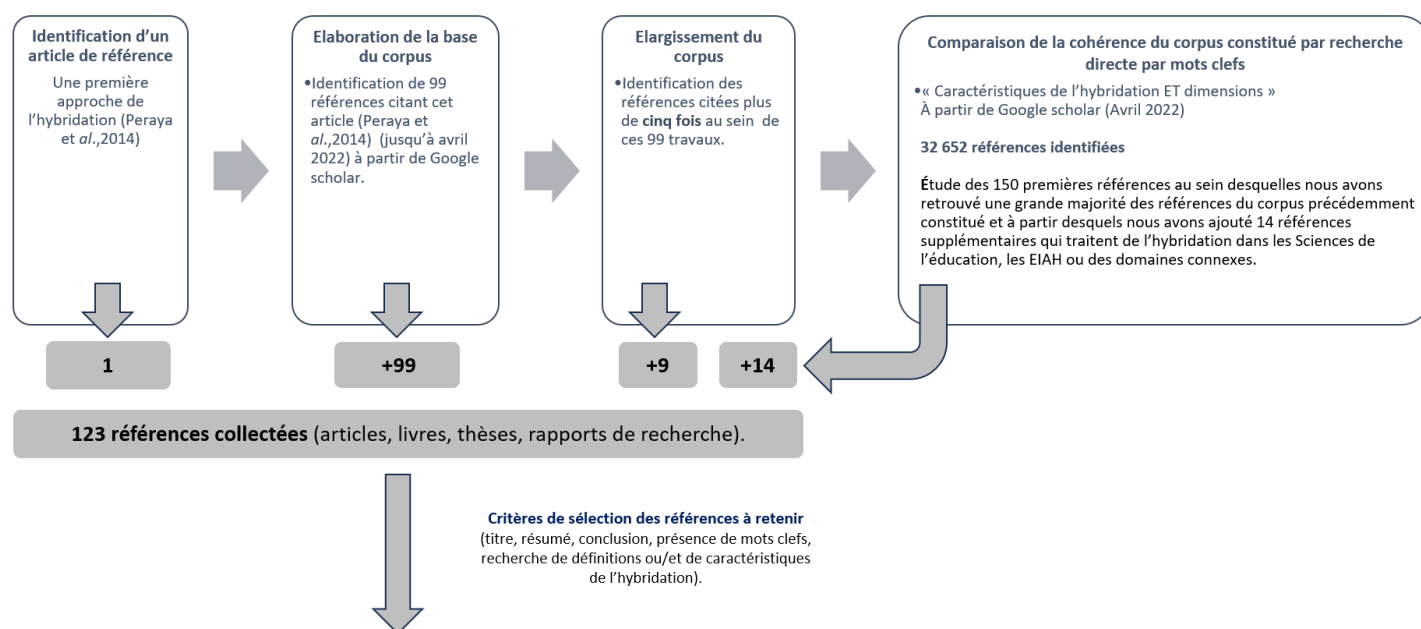 Identification d’un
article de référence
Une première
approche de
l’hybridation (Peraya
et al.,2014)
Elaboration de la base
du corpus
•Identification de 99
références citant cet
article (Peraya et
al.,2014) (jusqu’à avril
2022) à partir de Google
scholar.
Elargissement du
corpus
•Identification des
références citées plus
de cinq fois au sein de
ces 99 travaux.
Comparaison de la cohérence du corpus constitué par recherche
directe par mots clefs
•« Caractéristiques de l’hybridation ET dimensions »
À partir de Google scholar (Avril 2022)
32 652 références identifiées
Étude des 150 premières références au sein desquelles nous avons
retrouvé une grande majorité des références du corpus précédemment
constitué et à partir desquels nous avons ajouté 14 références
supplémentaires qui traitent de l’hybridation dans les Sciences de
l’éducation, les EIAH ou des domaines connexes.
1
+99
+9
+14
123 références collectées (articles, livres, thèses, rapports de recherche).
Critères de sélection des références à retenir
(titre, résumé, conclusion, présence de mots clefs,
recherche de définitions ou/et de caractéristiques
de l’hybridation).